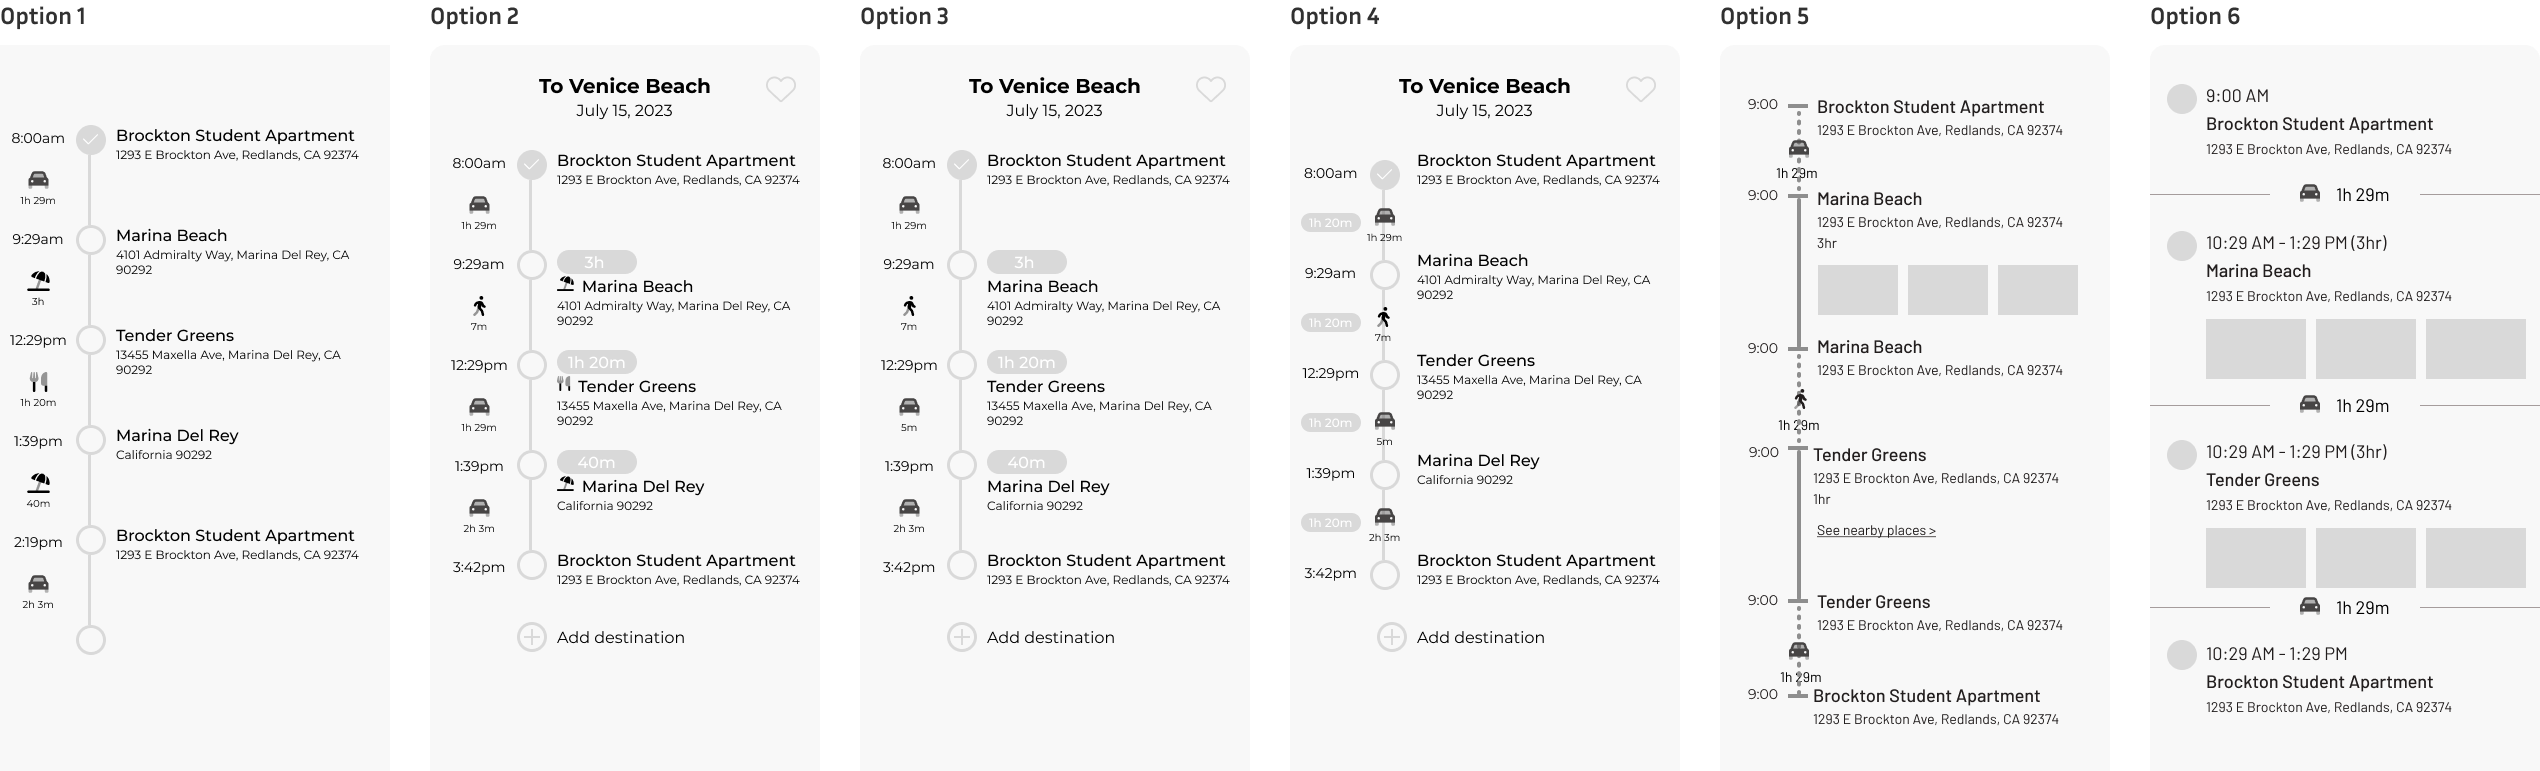 Option 1
8:00am
Brockton Student Apartment
1293 E Brockton Ave, Redlands, CA 92374
1h 29m
9:29am
Marina Beach
4101 Admiralty Way, Marina Del Rey, CA
90292
3h
12:29pm
Tender Greens
13455 Maxella Ave, Marina Del Rey, CA
90292
1h 20m
1:39pm
Marina Del Rey
California 90292
40m
2:19pm
Brockton Student Apartment
1293 E Brockton Ave, Redlands, CA 92374
2h 3m
Option 2
To Venice Beach
July 15, 2023
8:00am
Brockton Student Apartment
1293 E Brockton Ave, Redlands, CA 92374
1h 29m
9:29am
3h
Marina Beach
4101 Admiralty Way, Marina Del Rey, CA
90292
7m
12:29pm
1h 20m
Tender Greens
13455 Maxella Ave, Marina Del Rey, CA
90292
1h 29m
1:39pm
40m
Marina Del Rey
California 90292
2h 3m
3:42pm
Brockton Student Apartment
1293 E Brockton Ave, Redlands, CA 92374
Add destination
Option 3
To Venice Beach
July 15, 2023
8:00am
Brockton Student Apartment
1293 E Brockton Ave, Redlands, CA 92374
1h 29m
9:29am
3h
Marina Beach
4101 Admiralty Way, Marina Del Rey, CA
90292
7m
12:29pm
1h 20m
Tender Greens
13455 Maxella Ave, Marina Del Rey, CA
90292
5m
1:39pm
40m
Marina Del Rey
California 90292
2h 3m
3:42pm
Brockton Student Apartment
1293 E Brockton Ave, Redlands, CA 92374
Add destination
Option 4
To Venice Beach
July 15, 2023
8:00am
Brockton Student Apartment
1293 E Brockton Ave, Redlands, CA 92374
1h 20m
1h 29m
9:29am
Marina Beach
4101 Admiralty Way, Marina Del Rey, CA
90292
1h 20m
7m
12:29pm
Tender Greens
13455 Maxella Ave, Marina Del Rey, CA
90292
1h 20m
5m
1:39pm
Marina Del Rey
California 90292
1h 20m
2h 3m
3:42pm
Brockton Student Apartment
1293 E Brockton Ave, Redlands, CA 92374
Add destination
Option 5
9:00
Brockton Student Apartment
1293 E Brockton Ave, Redlands, CA 92374
1h 29m
9:00
Marina Beach
1293 E Brockton Ave, Redlands, CA 92374
3hr
9:00
Marina Beach
1293 E Brockton Ave, Redlands, CA 92374
1h 29m
9:00
Tender Greens
1293 E Brockton Ave, Redlands, CA 92374
1hr
See nearby places >
9:00
Tender Greens
1293 E Brockton Ave, Redlands, CA 92374
1h 29m
9:00
Brockton Student Apartment
1293 E Brockton Ave, Redlands, CA 92374
Option 6
9:00 AM
Brockton Student Apartment
1293 E Brockton Ave, Redlands, CA 92374
1h 29m
10:29 AM - 1:29 PM (3hr)
Marina Beach
1293 E Brockton Ave, Redlands, CA 92374
1h 29m
10:29 AM - 1:29 PM (3hr)
Tender Greens
1293 E Brockton Ave, Redlands, CA 92374
1h 29m
10:29 AM - 1:29 PM
Brockton Student Apartment
1293 E Brockton Ave, Redlands, CA 92374